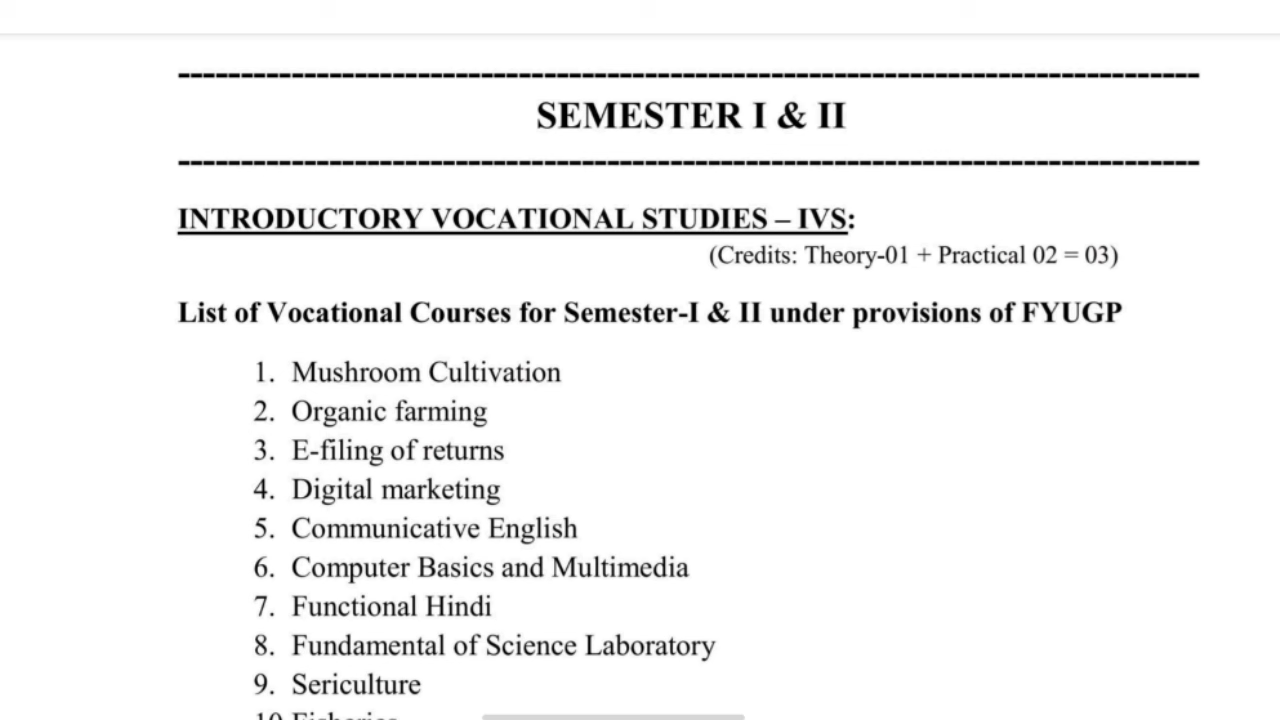 --------------------------------------------------------------------------------
SEMESTER I & II
--------------------------------------------------------------------------------
INTRODUCTORY VOCATIONAL STUDIES – IVS:
(Credits: Theory-01 + Practical 02 = 03)
List of Vocational Courses for Semester-I & II under provisions of FYUGP
1. Mushroom Cultivation
2. Organic farming
3. E-filing of returns
4. Digital marketing
5. Communicative English
6. Computer Basics and Multimedia
7. Functional Hindi
8. Fundamental of Science Laboratory
9. Sericulture
10 Fisheries